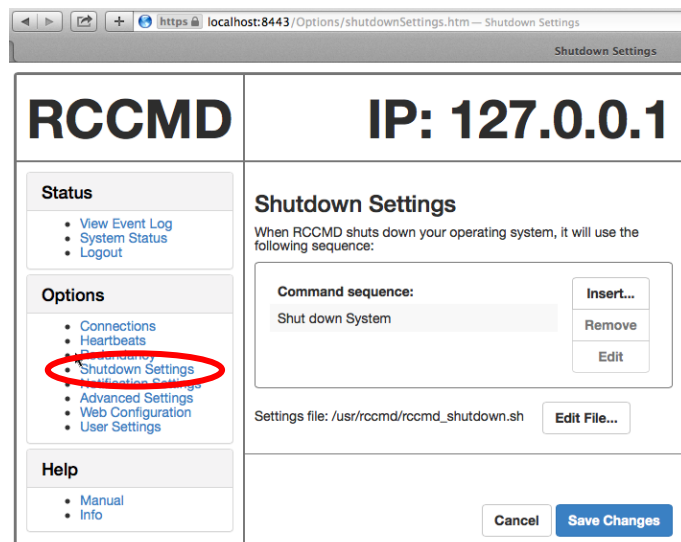 https localhost:8443/Options/shutdownSettings.htm — Shutdown Settings
Shutdown Settings
RCCMD
IP: 127.0.0.1
Status
View Event Log
System Status
Logout
Options
Connections
Heartbeats
Redundancy
Shutdown Settings
Notification Settings
Advanced Settings
Web Configuration
User Settings
Help
Manual
Info
Shutdown Settings
When RCCMD shuts down your operating system, it will use the
following sequence:
Command sequence:
Shut down System
Insert...
Remove
Edit
Settings file: /usr/rccmd/rccmd_shutdown.sh
Edit File...
Cancel
Save Changes